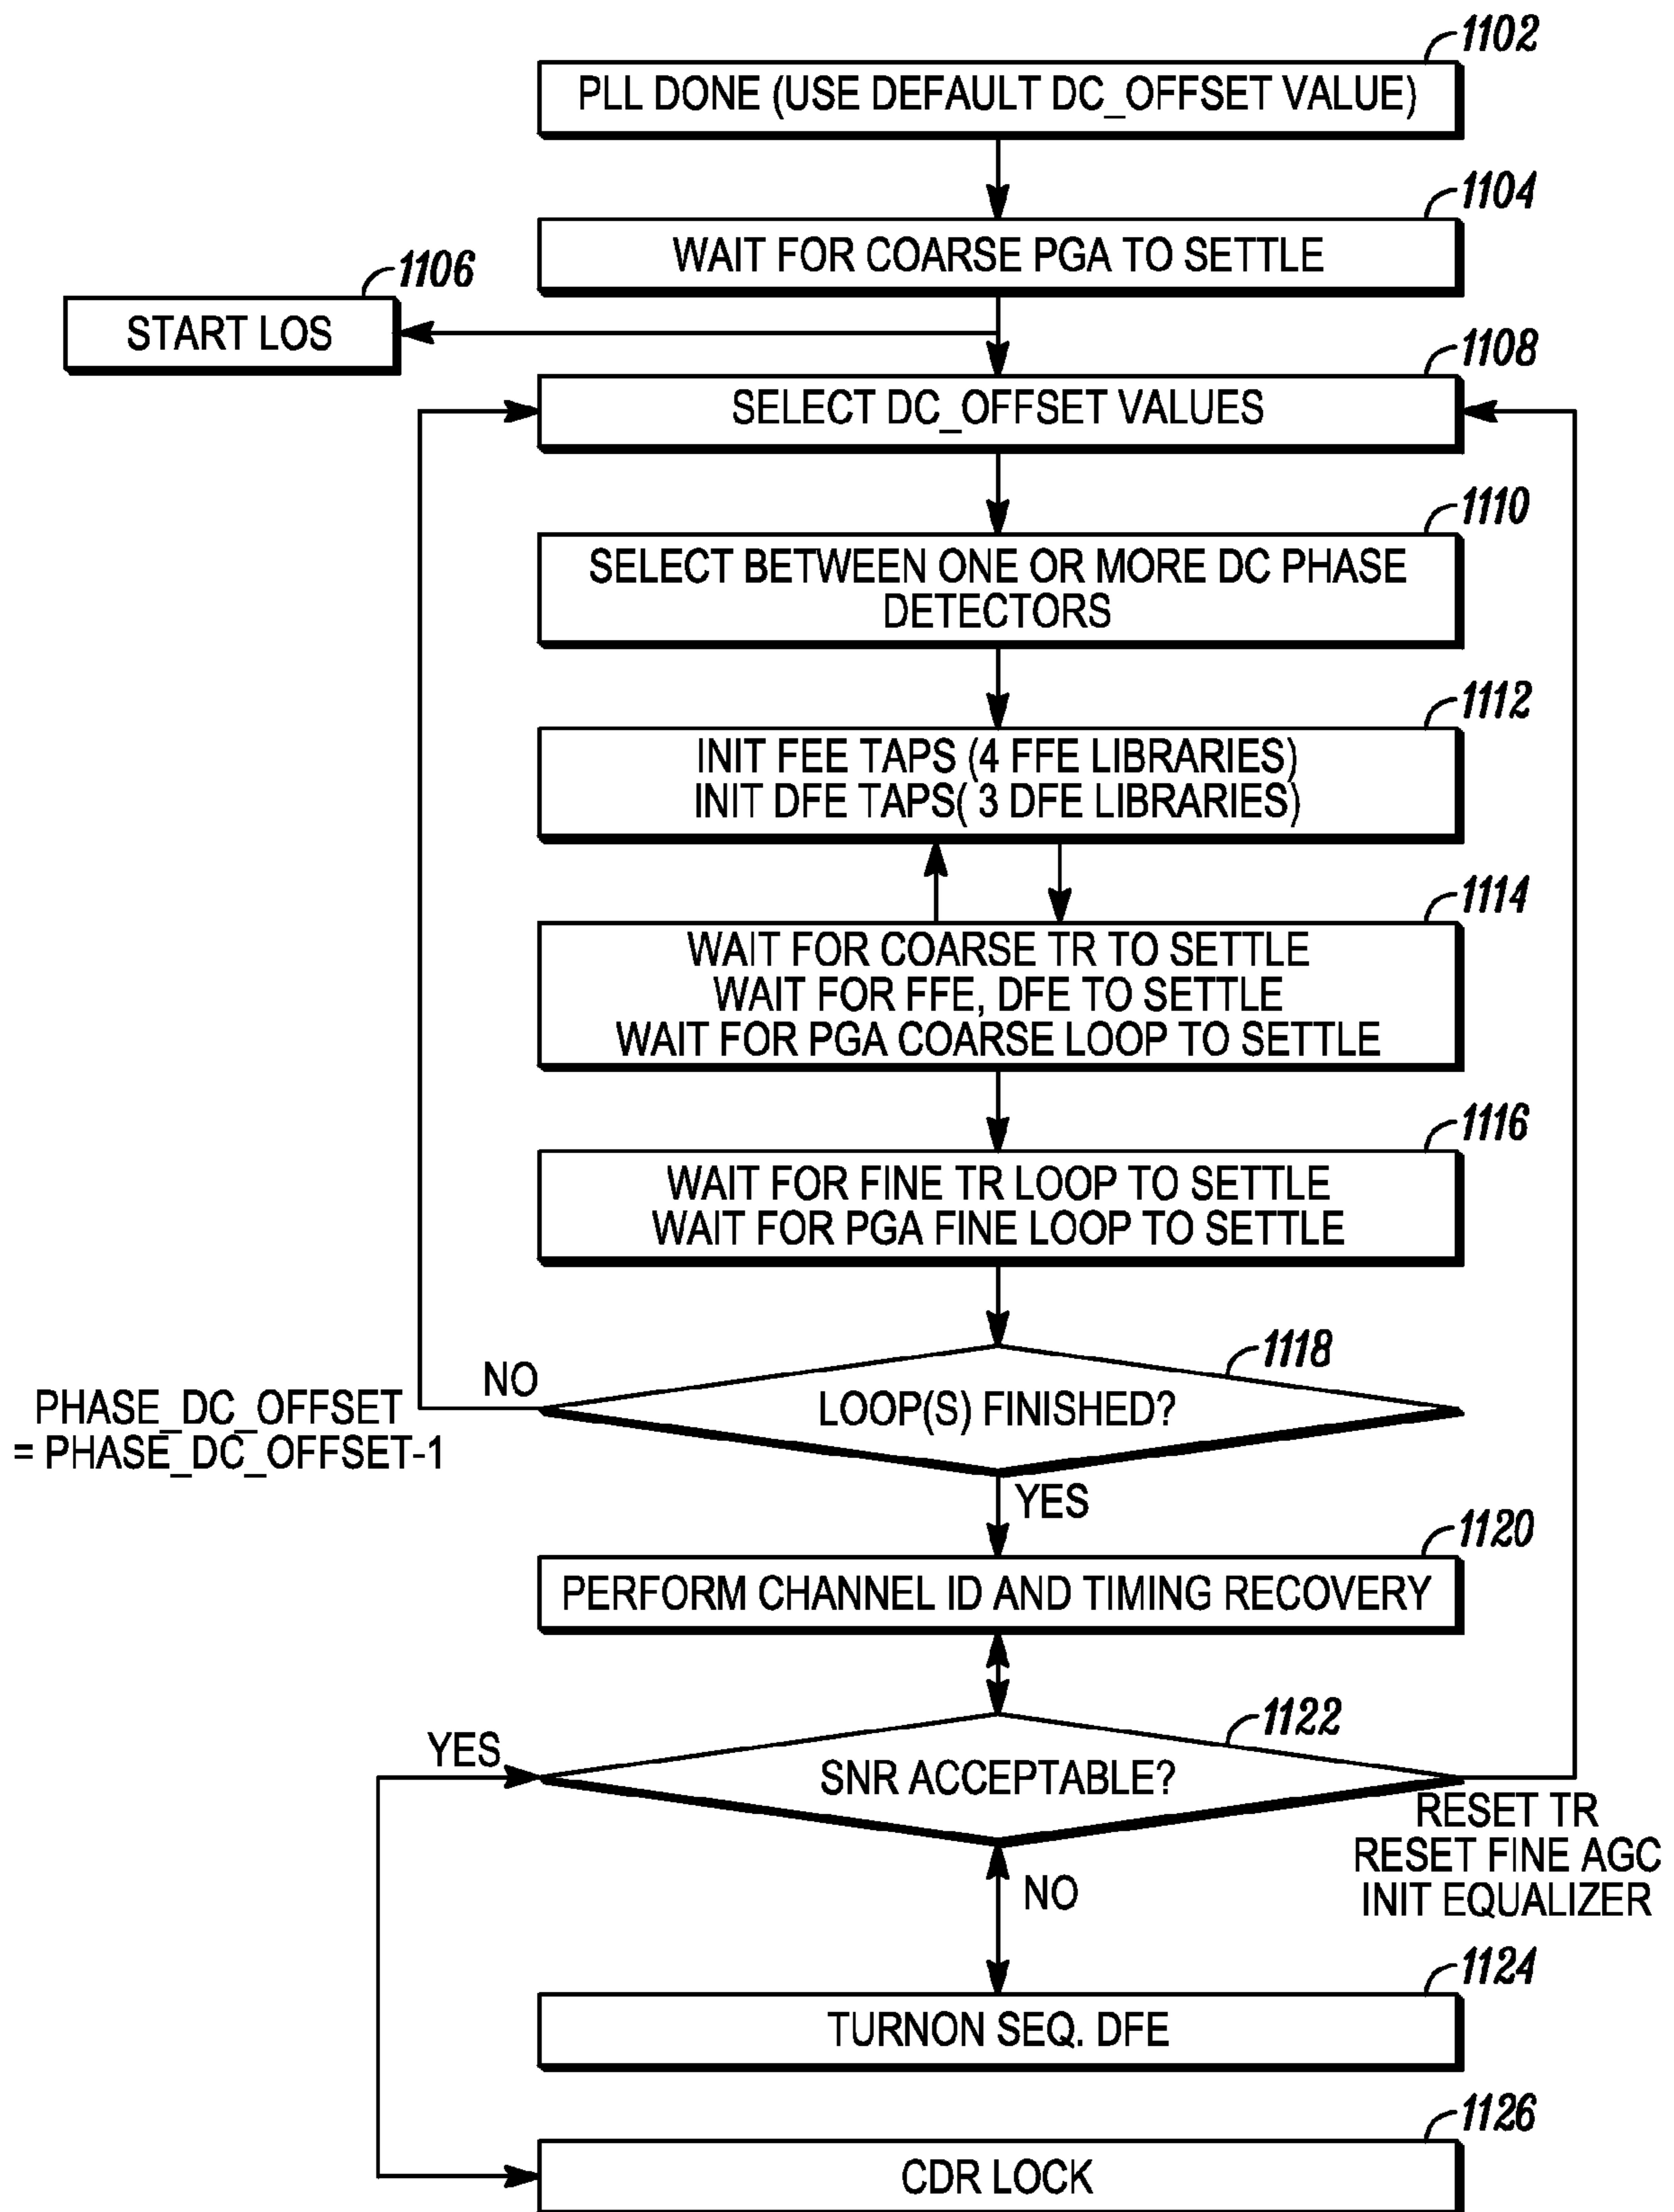 1102
PLL DONE (USE DEFAULT DC_OFFSET VALUE)
1104
WAIT FOR COARSE PGA TO SETTLE
1106
START LOS
1108
SELECT DC_OFFSET VALUES
1110
SELECT BETWEEN ONE OR MORE DC PHASE
DETECTORS
1112
INIT FEE TAPS (4 FFE LIBRARIES)
INIT DFE TAPS( 3 DFE LIBRARIES)
1114
WAIT FOR COARSE TR TO SETTLE
WAIT FOR FFE, DFE TO SETTLE
WAIT FOR PGA COARSE LOOP TO SETTLE
1116
WAIT FOR FINE TR LOOP TO SETTLE
WAIT FOR PGA FINE LOOP TO SETTLE
1118
NO
LOOP(S) FINISHED?
PHASE_DC_OFFSET
= PHASE_DC_OFFSET-1
YES
1120
PERFORM CHANNEL ID AND TIMING RECOVERY
1122
YES
SNR ACCEPTABLE?
RESET TR
RESET FINE AGC
INIT EQUALIZER
NO
1124
TURNON SEQ. DFE
1126
CDR LOCK